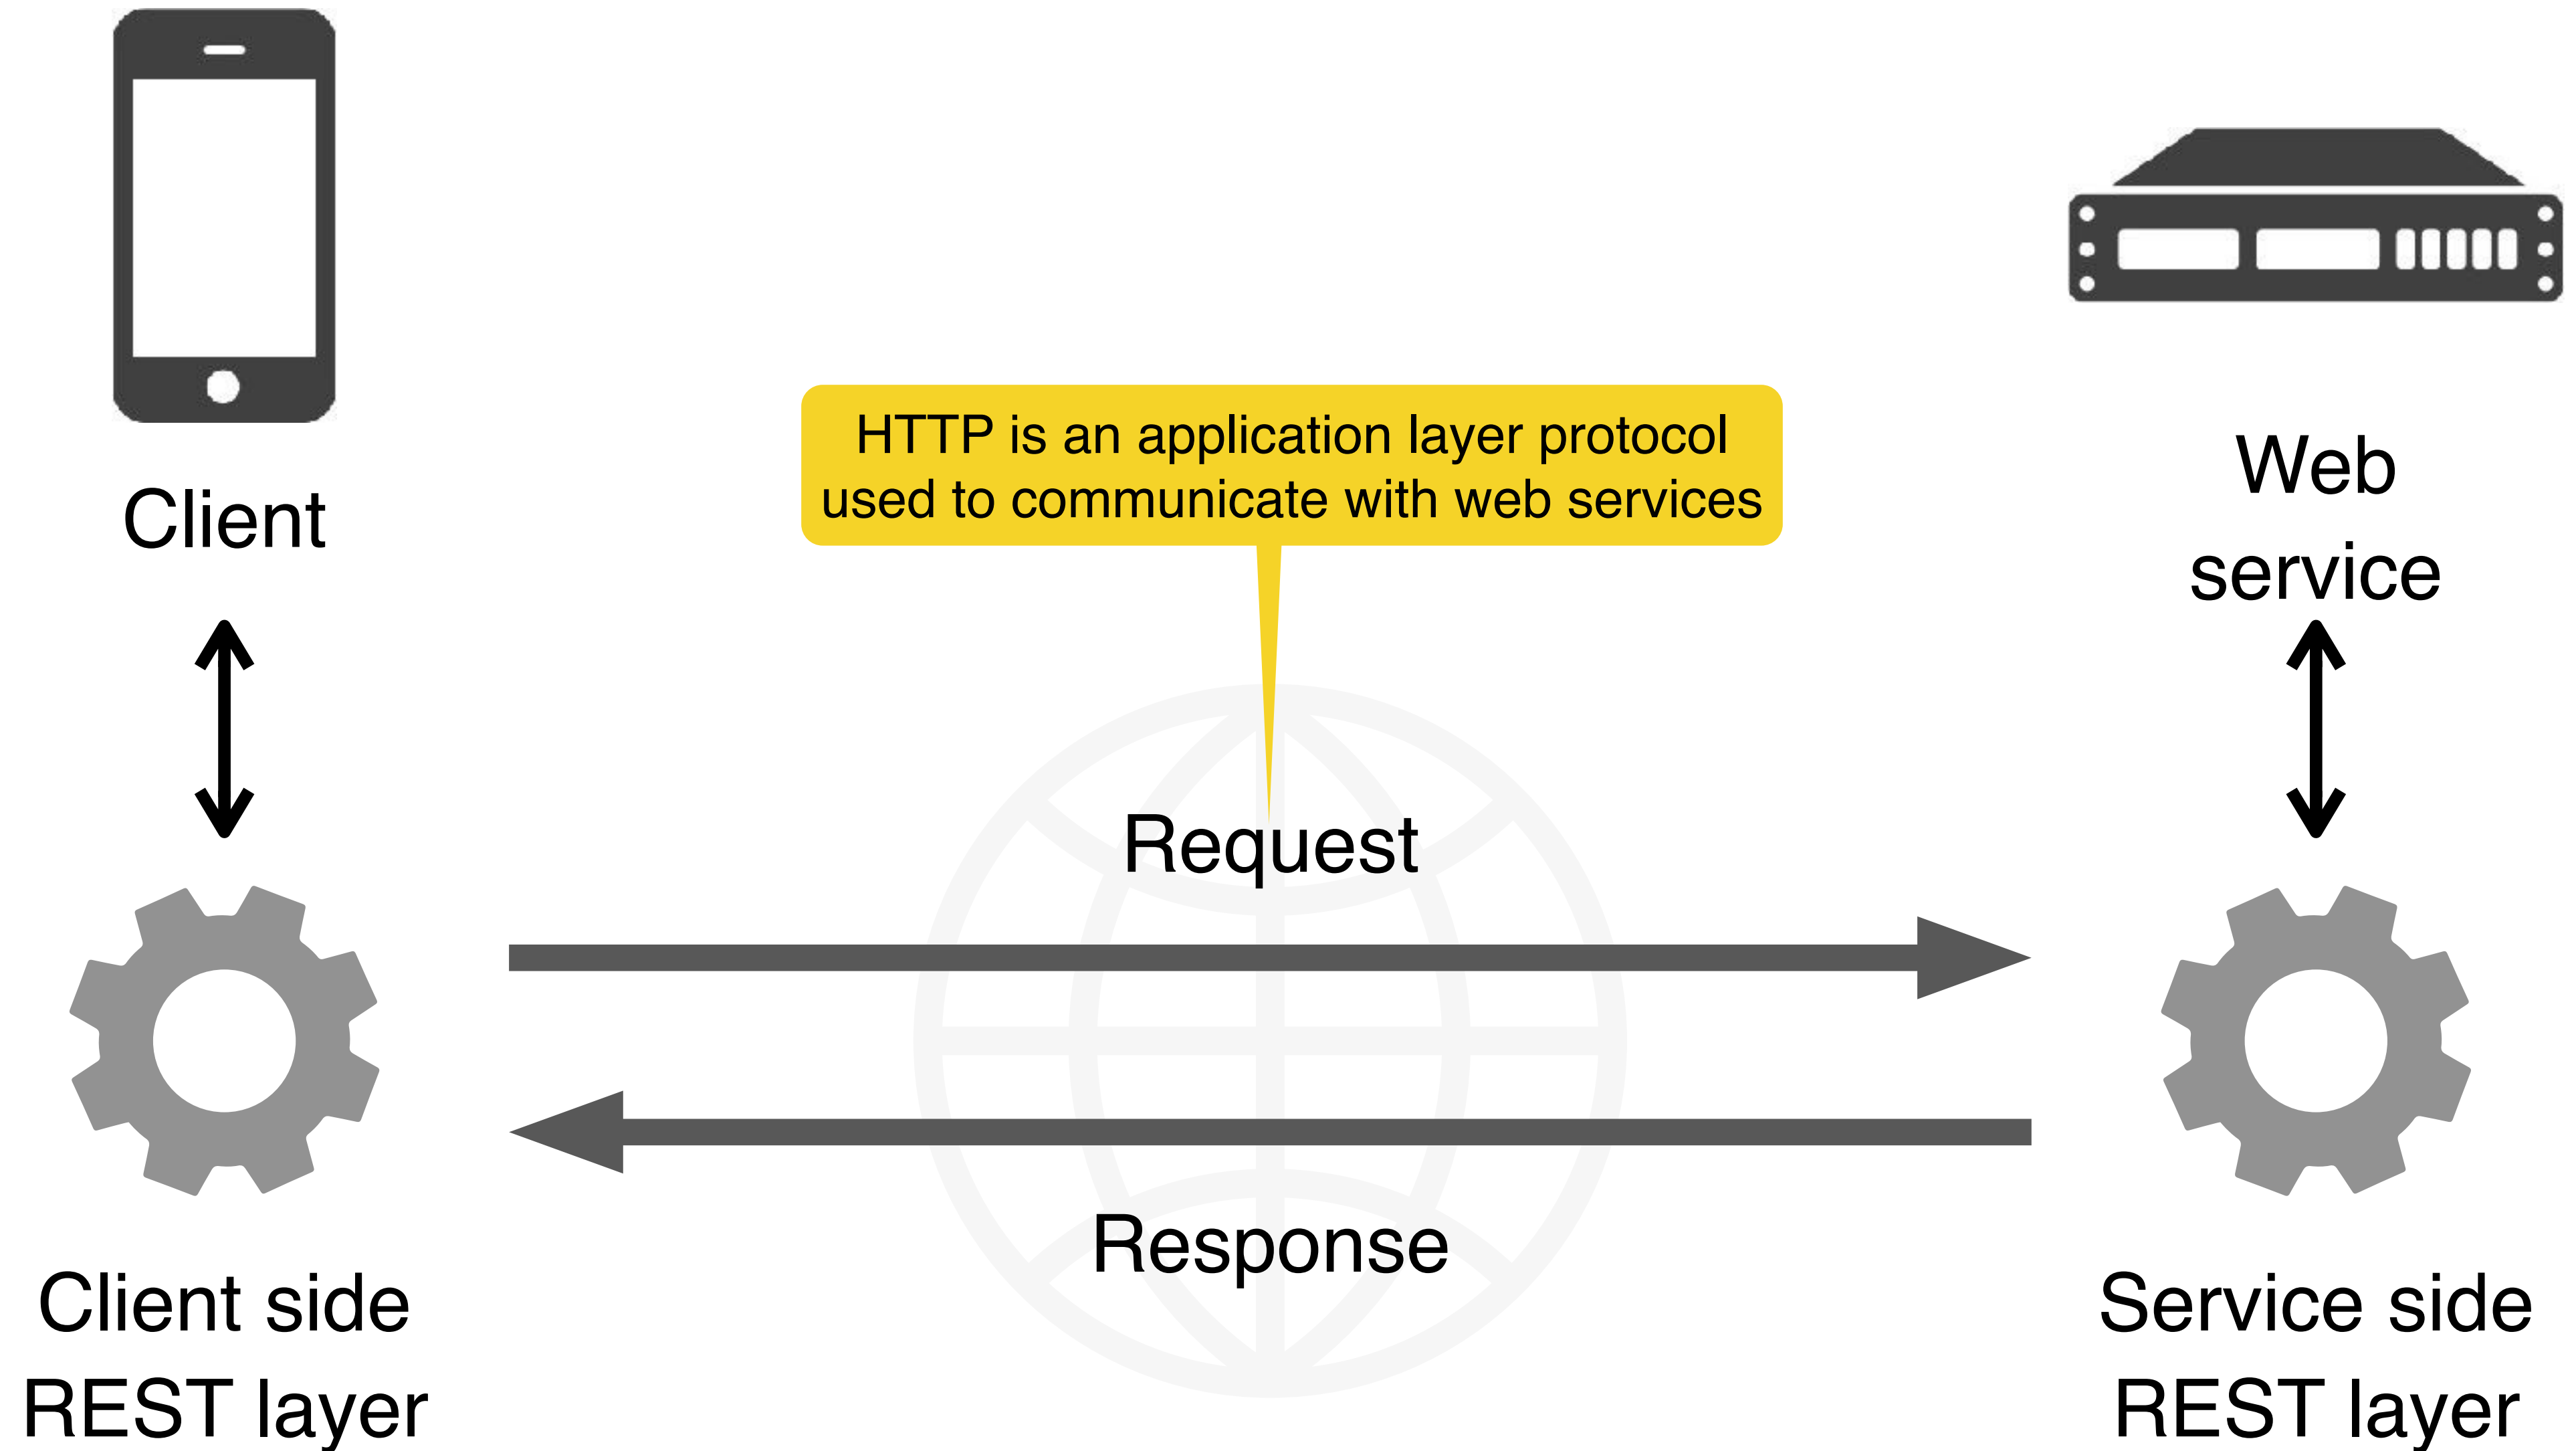 HTTP is an application layer protocol
used to communicate with web services
Client
Web
service
Request
Response
Client side
REST layer
Service side
REST layer